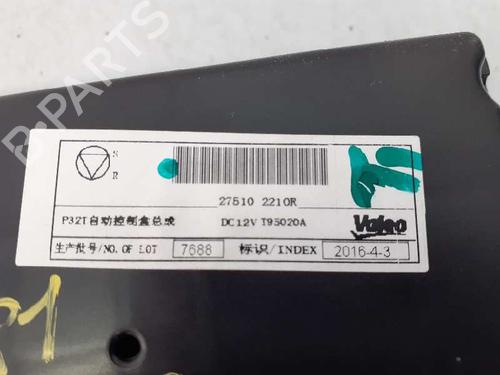 S
R
27510 2210R
P32T自动控制盒总成 DC12V T95020A Valeo
生产批号/NO.OF LOT 7688 标识/INDEX 2016-4-3
B-PARTS